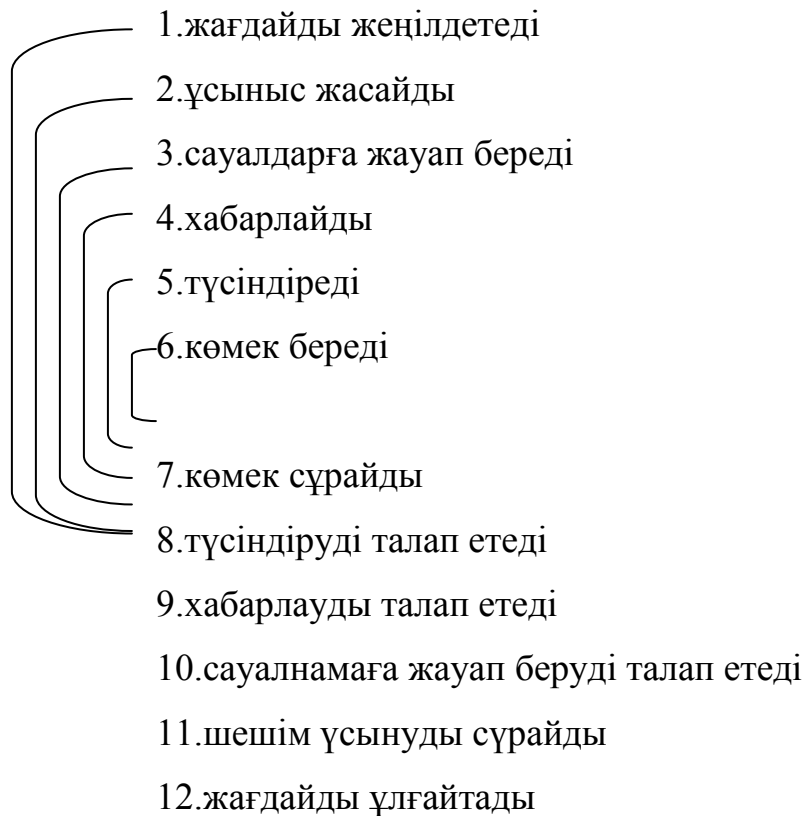 1.жағдайды жеңілдетеді
2.ұсыныс жасайды
3.сауалдарға жауап береді
4.хабарлайды
5.түсіндіреді
6.көмек береді
7.көмек сұрайды
8.түсіндіруді талап етеді
9.хабарлауды талап етеді
10.сауалнамаға жауап беруді талап етеді
11.шешім үсынуды сүрайды
12.жағдайды ұлғайтады